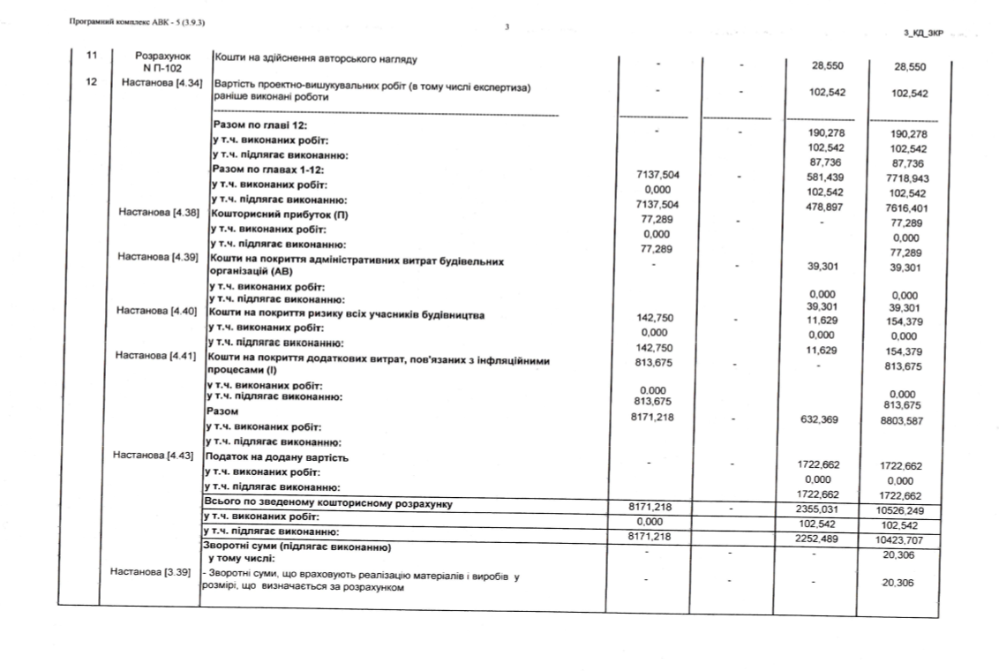 Програмний комплекс АВК - 5 (3.9.3)
3
3_КД_ЗКР
11 Розрахунок Кошти на здійснення авторського нагляду - - 28,550 28,550
N П-102
12 Настанова [4.34] Вартість проектно-вишукувальних робіт (в тому числі експертиза) - - 102,542 102,542
раніше виконані роботи
Разом по главі 12: - - 190,278 190,278
у т.ч. виконаних робіт: 102,542 102,542
у т.ч. підлягає виконанню: 87,736 87,736
Разом по главах 1-12: 7137,504 - 581,439 7718,943
у т.ч. виконаних робіт: 0,000 102,542 102,542
у т.ч. підлягає виконанню: 7137,504 478,897 7616,401
Настанова [4.38] Кошторисний прибуток (П) 77,289 - - 77,289
у т.ч. виконаних робіт: 0,000 0,000
у т.ч. підлягає виконанню: 77,289 77,289
Настанова [4.39] Кошти на покриття адміністративних витрат будівельних - - 39,301 39,301
організацій (АВ)
у т.ч. виконаних робіт: 0,000 0,000
у т.ч. підлягає виконанню: 39,301 39,301
Настанова [4.40] Кошти на покриття ризику всіх учасників будівництва 142,750 - 11,629 154,379
у т.ч. виконаних робіт: 0,000 0,000 0,000
у т.ч. підлягає виконанню: 142,750 11,629 154,379
Настанова [4.41] Кошти на покриття додаткових витрат, пов'язаних з інфляційними 813,675 - - 813,675
процесами (І)
у т.ч. виконаних робіт: 0.000 0,000
у т.ч. підлягає виконанню: 813,675 813,675
Разом 8171,218 - 632,369 8803,587
у т.ч. виконаних робіт:
у т.ч. підлягає виконанню:
Настанова [4.43] Податок на додану вартість - - 1722,662 1722,662
у т.ч. виконаних робіт: 0,000 0,000
у т.ч. підлягає виконанню: 1722,662 1722,662
Всього по зведеному кошторисному розрахунку 8171,218 - 2355,031 10526,249
у т.ч. виконаних робіт: 0,000 102,542 102,542
у т.ч. підлягає виконанню: 8171,218 2252,489 10423,707
Зворотні суми (підлягає виконанню) - - - 20,306
у тому числі:
Настанова [3.39] - Зворотні суми, що враховують реалізацію матеріалів і виробів у - - - 20,306
розмірі, що визначається за розрахунком